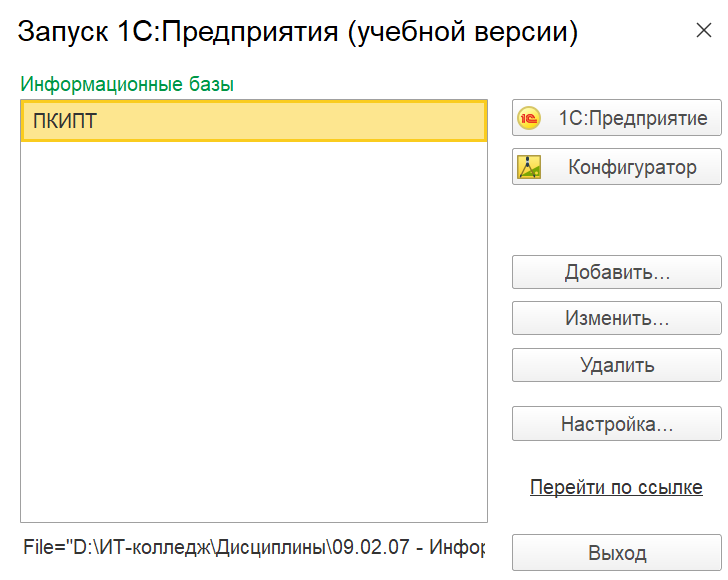 Запуск 1С:Предприятия (учебной версии)
Информационные базы
ПКИПТ
1С:Предприятие
Конфигуратор
Добавить...
Изменить...
Удалить
Настройка...
Перейти по ссылке
File="D:\ИТ-колледж\Дисциплины\09.02.07 - Инфор
Выход